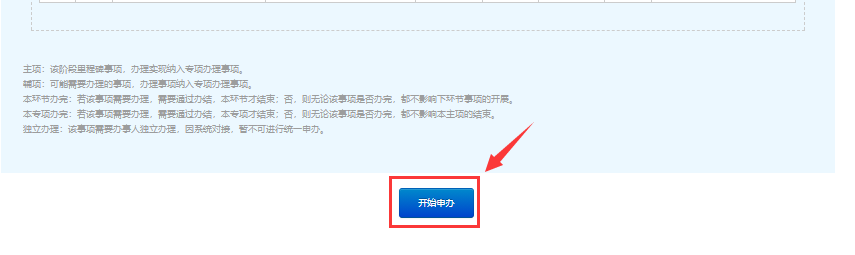 主项：该阶段里程碑事项，办理实现纳入专项办理事项。
辅项：可能需要办理的事项，办理事项纳入专项办理事项。
本环节办完：若该事项需要办理，需要通过办结，本环节才结束；否，则无论该事项是否办完，都不影响下环节事项的开展。
本专项办完：若该事项需要办理，需要通过办结，本专项才结束；否，则无论该事项是否办完，都不影响本主项的结束。
独立办理：该事项需办事人独立办理，因系统对接，暂不可进行统一申办。
开始申办